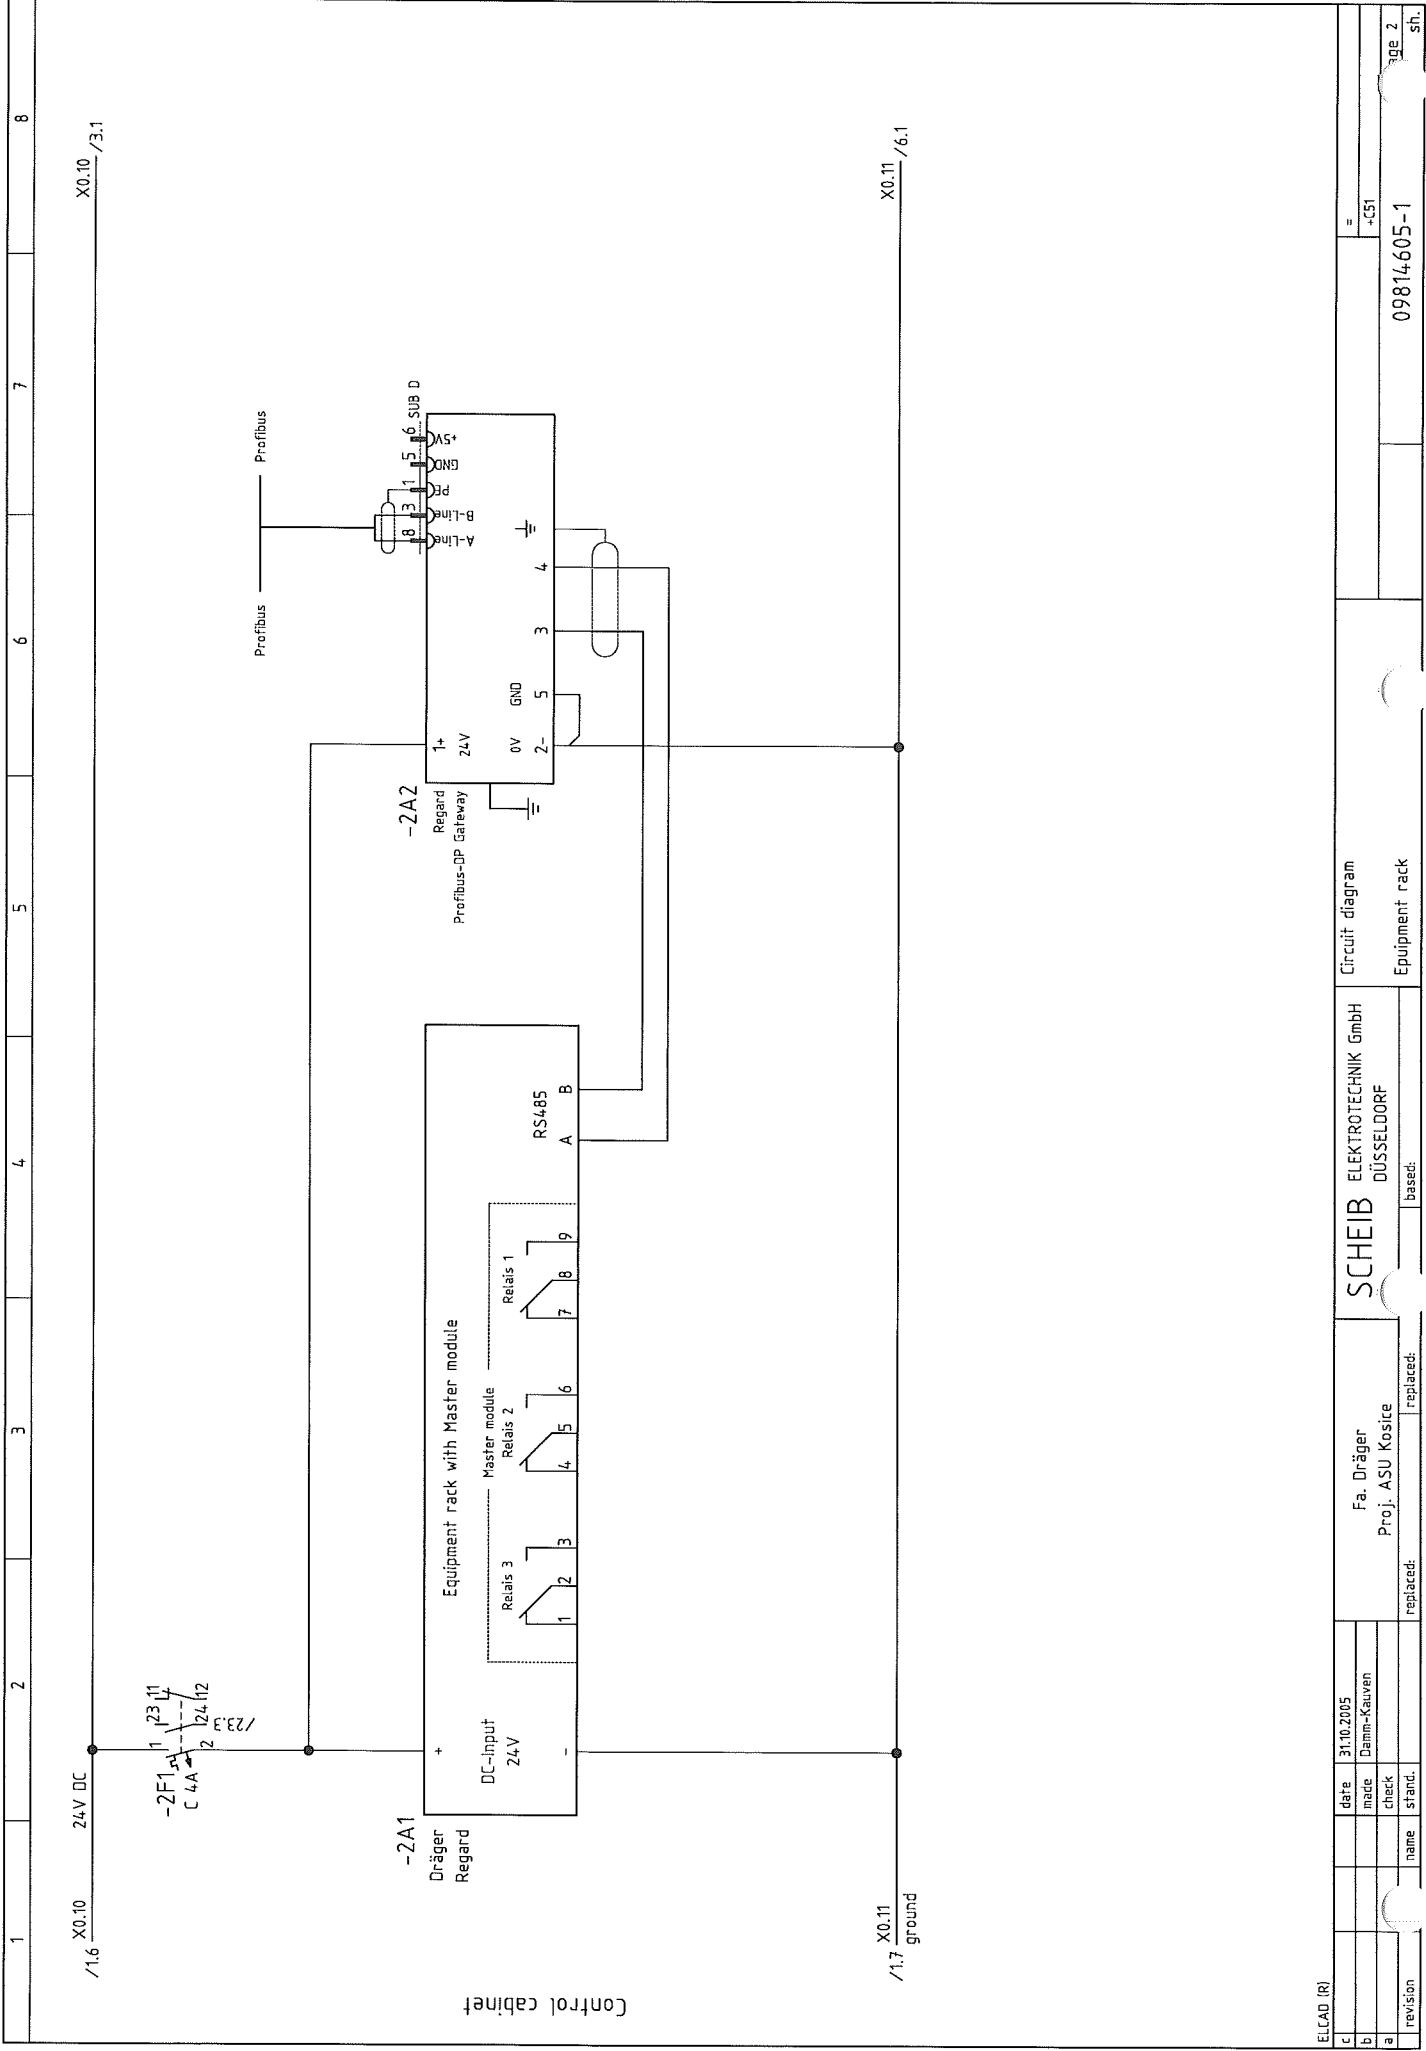 1 2 3 4 5 6 7 8
/1.6 X0.10 24V DC
X0.10 /3.1
-2F1
C 4A
1 23 11
2 24 12
/23.3
Profibus Profibus
-2A1
Dräger
Regard
+
DC-Input
24V
-
Equipment rack with Master module
Master module
Relais 3 Relais 2 Relais 1
1 2 3 4 5 6 7 8 9
RS485
A B
-2A2
Regard
Profibus-DP Gateway
1+
24V
0V GND
2- 5 3 4
8 3 1 5 6 SUB D
A-Line B-Line PE GND +5V
/1.7 X0.11
ground
X0.11 /6.1
Control cabinet
ELCAD (R)
c
b
a
revision
name
date 31.10.2005
made Damm-Kauven
check
stand.
Fa. Dräger
Proj. ASU Kosice
replaced: replaced:
SCHEIB ELEKTROTECHNIK GmbH
DÜSSELDORF
based:
Circuit diagram
Epuipment rack
=
+C51
09814605-1
age 2
sh.